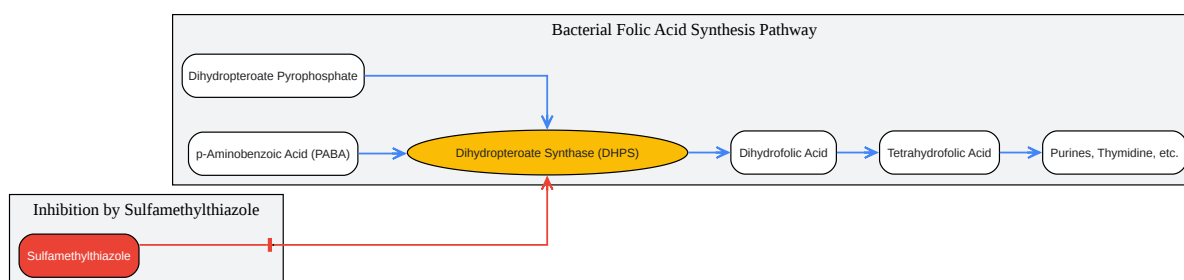 Bacterial Folic Acid Synthesis Pathway
Dihydropteroate Pyrophosphate
p-Aminobenzoic Acid (PABA)
Dihydropteroate Synthase (DHPS)
Dihydrofolic Acid
Tetrahydrofolic Acid
Purines, Thymidine, etc.
Inhibition by Sulfamethylthiazole
Sulfamethylthiazole